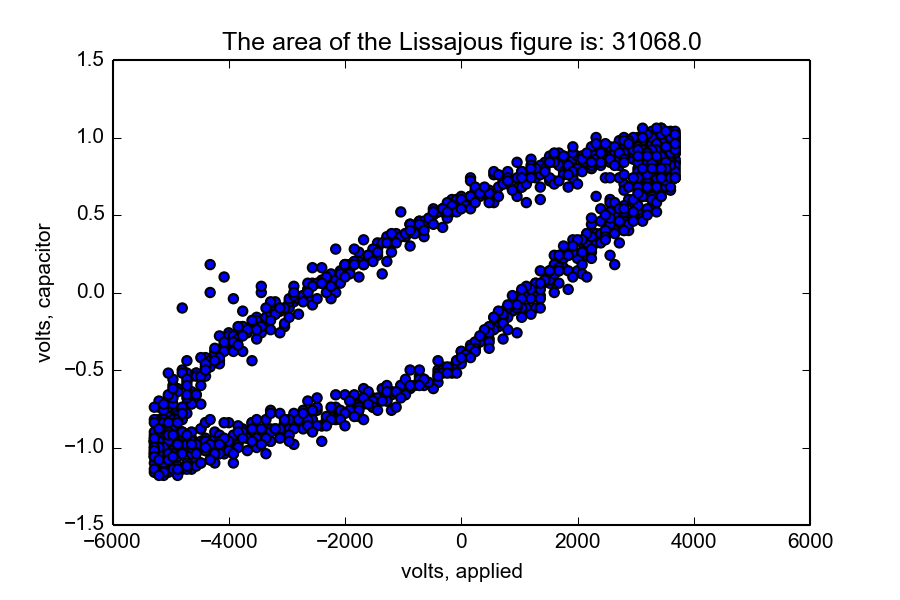 The area of the Lissajous figure is: 31068.0
1.5
1.0
0.5
0.0
−0.5
−1.0
−1.5
volts, capacitor
−6000 −4000 −2000 0 2000 4000 6000
volts, applied